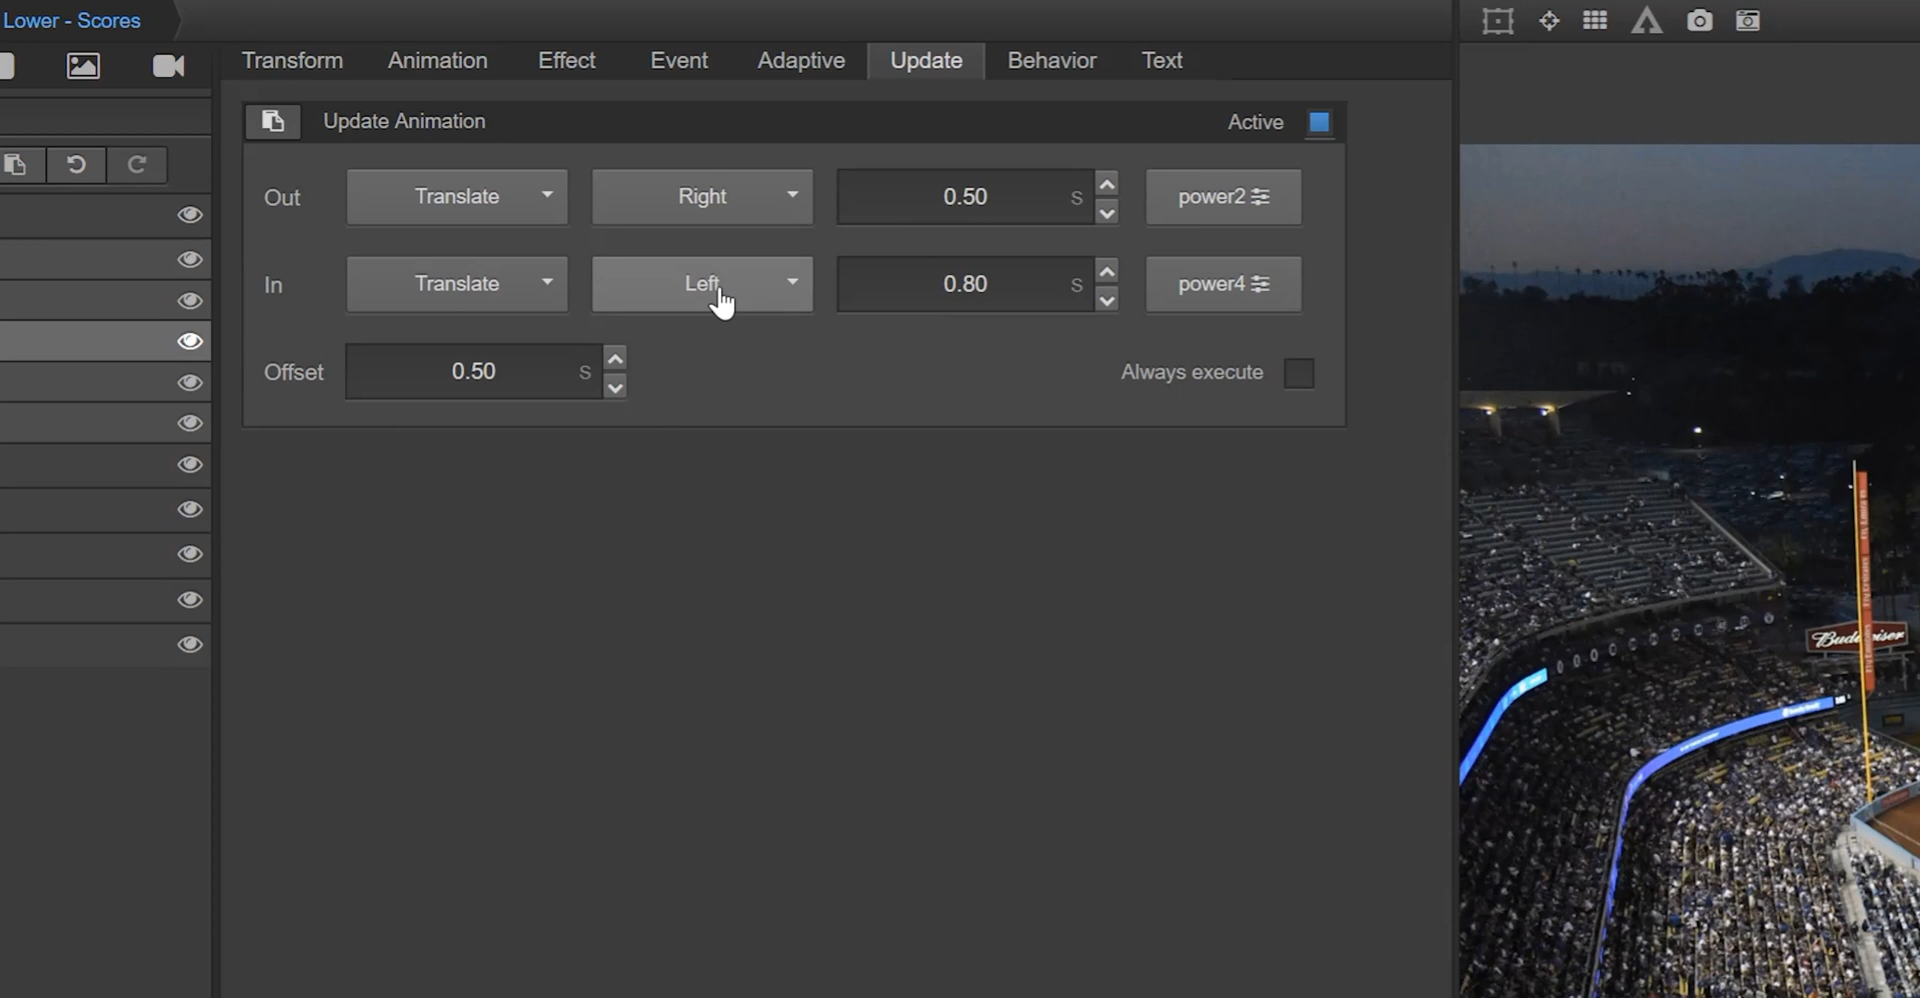 Lower - Scores
Transform Animation Effect Event Adaptive Update Behavior Text
Update Animation Active
Out Translate Right 0.50 s power2
In Translate Left 0.80 s power4
Offset 0.50 s Always execute
Budweiser